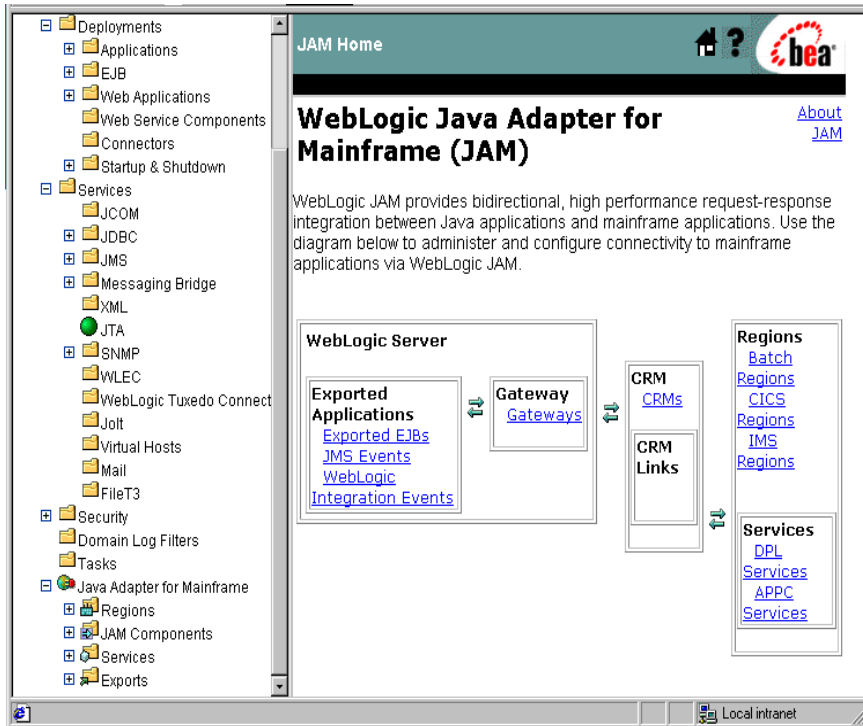 Deployments
Applications
EJB
Web Applications
Web Service Components
Connectors
Startup & Shutdown
Services
JCOM
JDBC
JMS
Messaging Bridge
XML
JTA
SNMP
WLEC
WebLogic Tuxedo Connect
Jolt
Virtual Hosts
Mail
FileT3
Security
Domain Log Filters
Tasks
Java Adapter for Mainframe
Regions
JAM Components
Services
Exports
JAM Home
?
bea
WebLogic Java Adapter for
Mainframe (JAM)
About
JAM
WebLogic JAM provides bidirectional, high performance request-response
integration between Java applications and mainframe applications. Use the
diagram below to administer and configure connectivity to mainframe
applications via WebLogic JAM.
WebLogic Server
Exported
Applications
Exported EJBs
JMS Events
WebLogic
Integration Events
Gateway
Gateways
CRM
CRMs
CRM
Links
Regions
Batch
Regions
CICS
Regions
IMS
Regions
Services
DPL
Services
APPC
Services
Local intranet